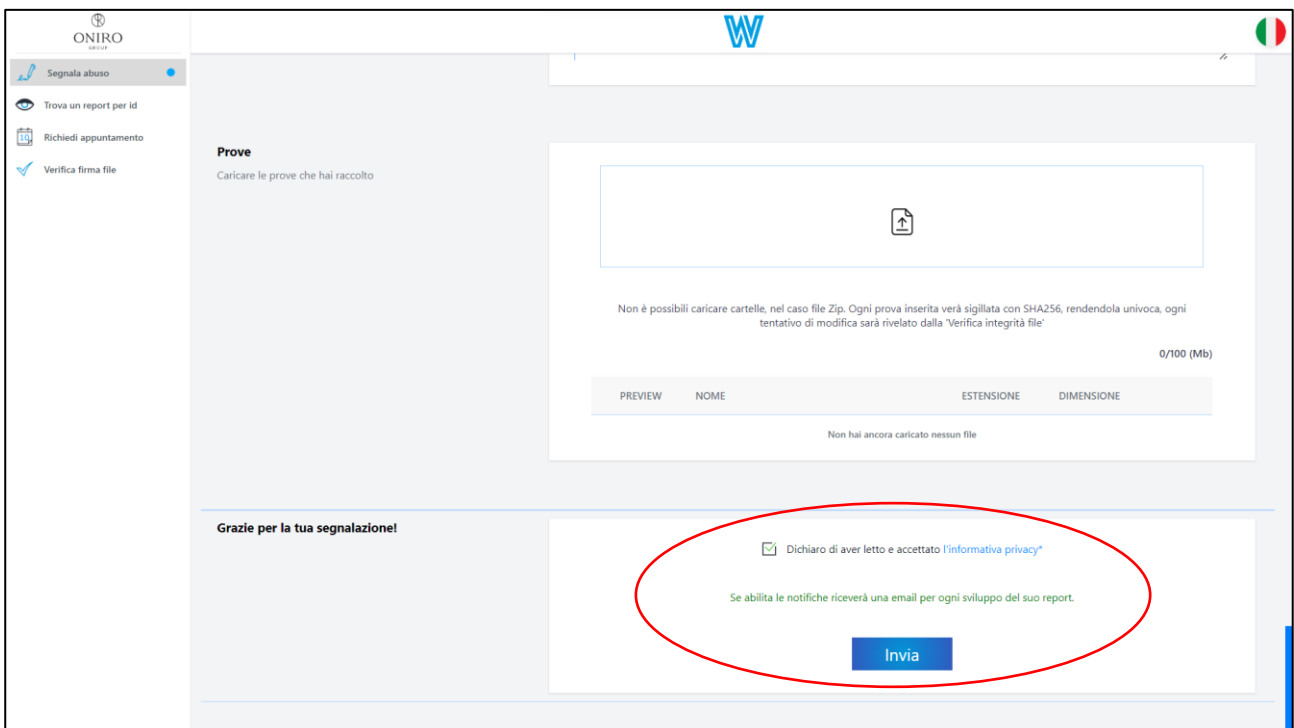 ONIRO
GROUP
W
Segnala abuso
Trova un report per id
10
Richiedi appuntamento
Verifica firma file
Prove
Caricare le prove che hai raccolto
Non è possibili caricare cartelle, nel caso file Zip. Ogni prova inserita verrà sigillata con SHA256, rendendola univoca, ogni
tentativo di modifica sarà rivelato dalla 'Verifica integrità file'
0/100 (Mb)
PREVIEW NOME ESTENSIONE DIMENSIONE
Non hai ancora caricato nessun file
Grazie per la tua segnalazione!
Dichiaro di aver letto e accettato l'informativa privacy*
Se abilita le notifiche riceverà una email per ogni sviluppo del suo report.
Invia